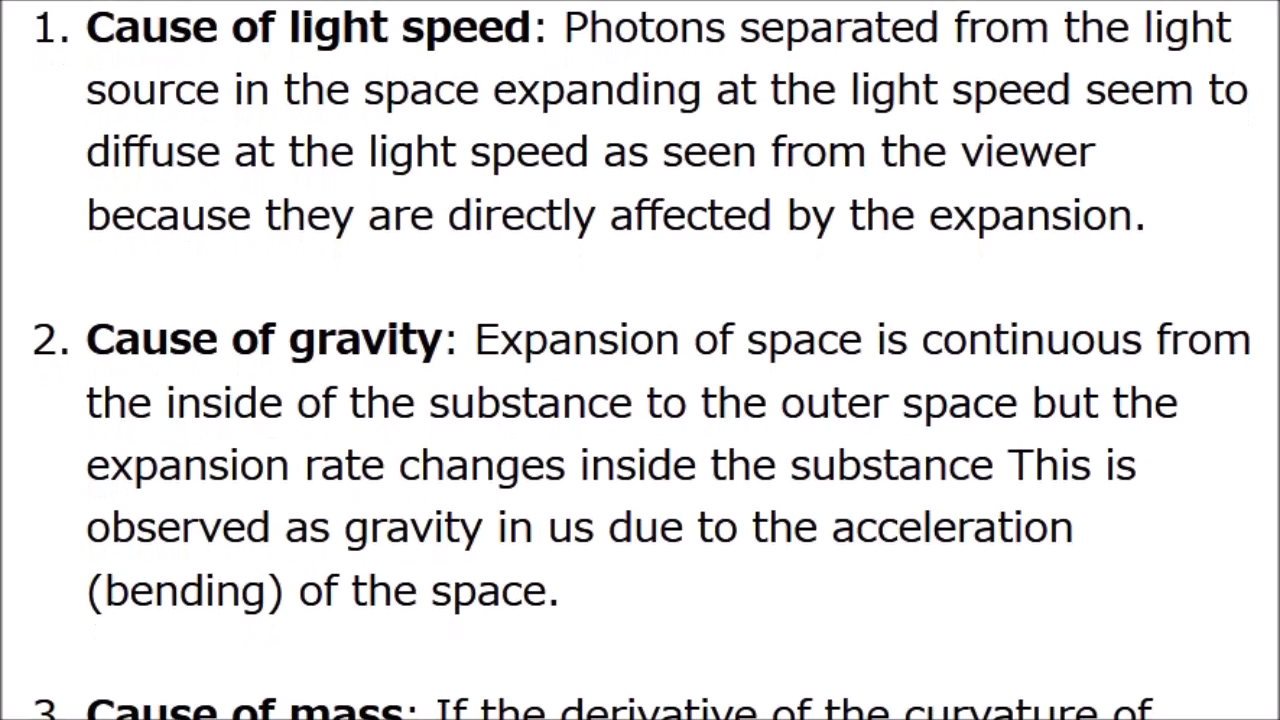 1. Cause of light speed: Photons separated from the light
source in the space expanding at the light speed seem to
diffuse at the light speed as seen from the viewer
because they are directly affected by the expansion.
2. Cause of gravity: Expansion of space is continuous from
the inside of the substance to the outer space but the
expansion rate changes inside the substance This is
observed as gravity in us due to the acceleration
(bending) of the space.
3. Cause of mass: If the derivative of the curvature of